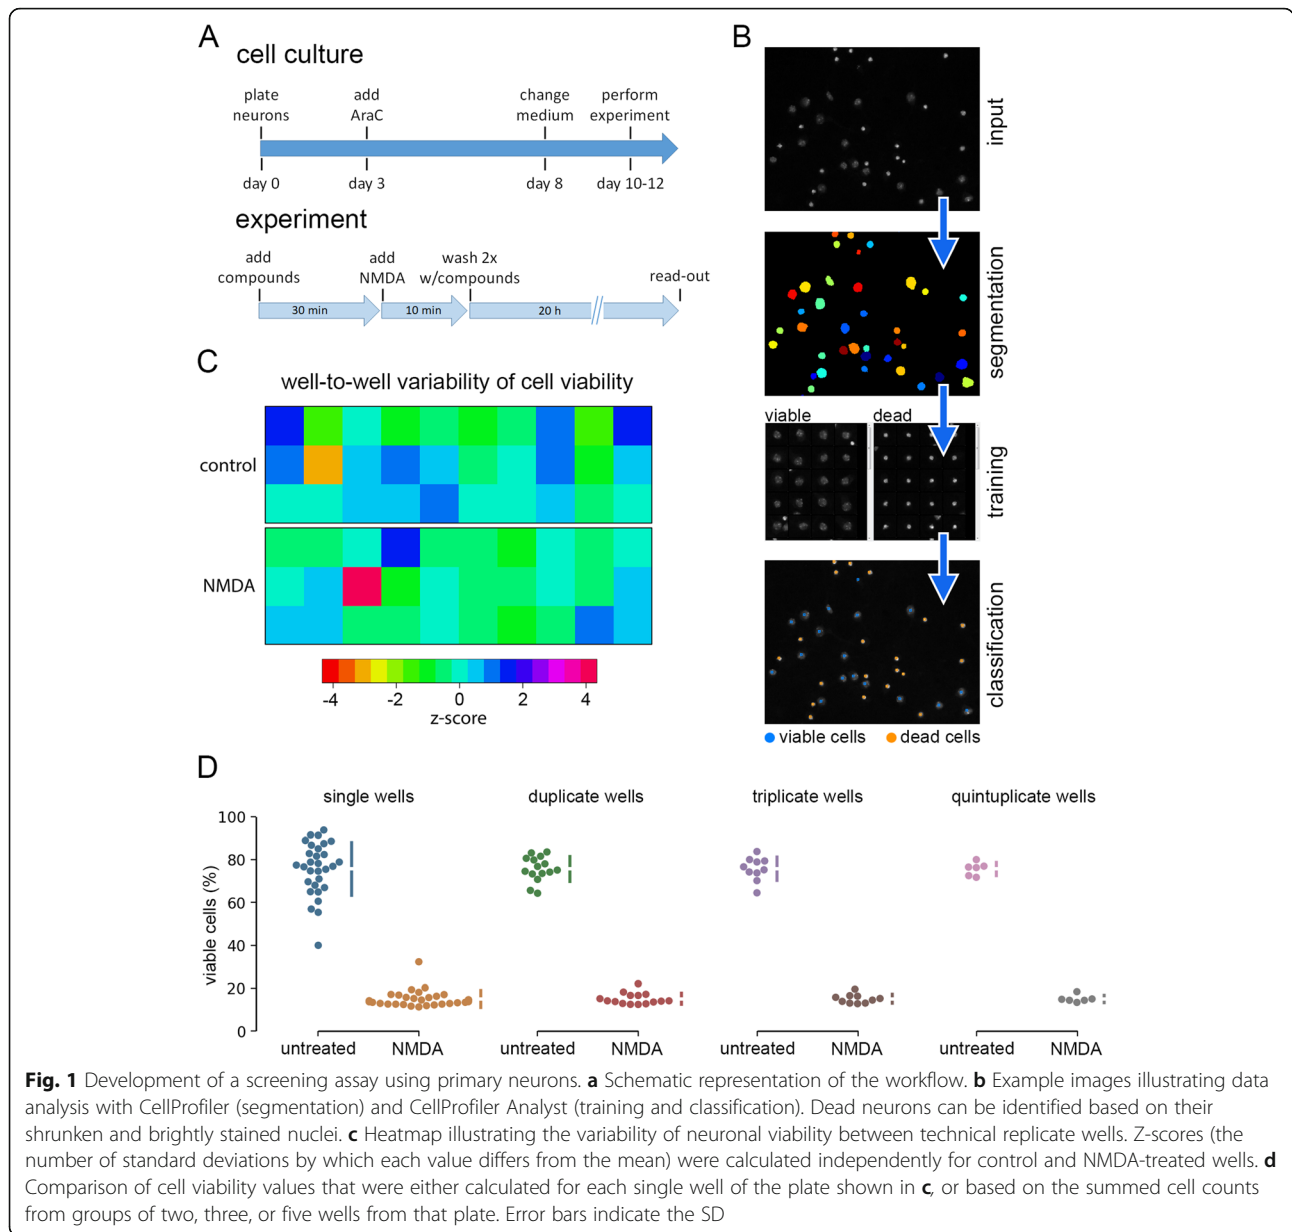 A
cell culture
plate neurons
add AraC
change medium
perform experiment
day 0
day 3
day 8
day 10-12
experiment
add compounds
add NMDA
wash 2x w/compounds
read-out
30 min
10 min
20 h
B
input
segmentation
viable
dead
training
classification
viable cells
dead cells
C
well-to-well variability of cell viability
control
NMDA
-4
-2
0
2
4
z-score
D
single wells
duplicate wells
triplicate wells
quintuplicate wells
viable cells (%)
100
80
60
40
20
0
untreated
NMDA
untreated
NMDA
untreated
NMDA
untreated
NMDA
Fig. 1 Development of a screening assay using primary neurons. a Schematic representation of the workflow. b Example images illustrating data
analysis with CellProfiler (segmentation) and CellProfiler Analyst (training and classification). Dead neurons can be identified based on their
shrunken and brightly stained nuclei. c Heatmap illustrating the variability of neuronal viability between technical replicate wells. Z-scores (the
number of standard deviations by which each value differs from the mean) were calculated independently for control and NMDA-treated wells. d
Comparison of cell viability values that were either calculated for each single well of the plate shown in c, or based on the summed cell counts
from groups of two, three, or five wells from that plate. Error bars indicate the SD